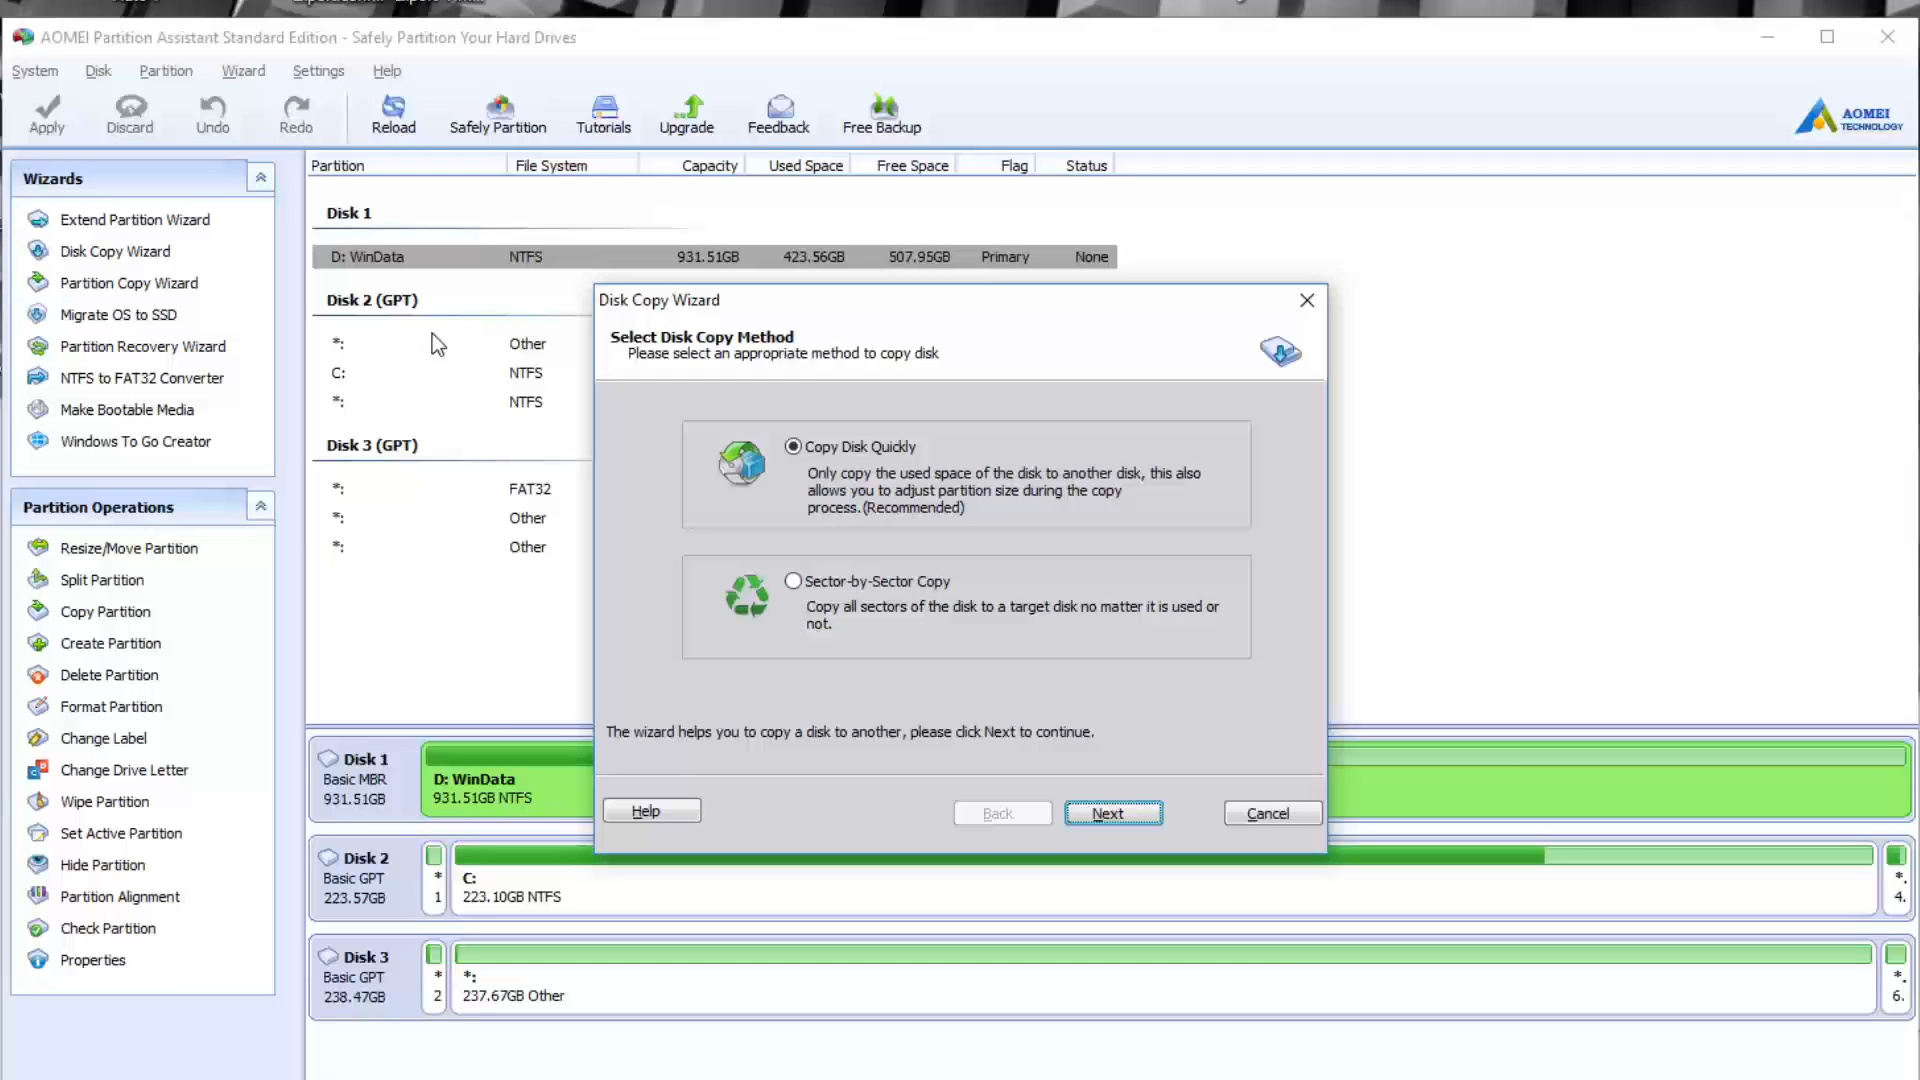 AOMEI Partition Assistant Standard Edition - Safely Partition Your Hard Drives
System Disk Partition Wizard Settings Help
Apply Discard Undo Redo Reload Safely Partition Tutorials Upgrade Feedback Free Backup
AOMEI
TECHNOLOGY
Wizards
Extend Partition Wizard
Disk Copy Wizard
Partition Copy Wizard
Migrate OS to SSD
Partition Recovery Wizard
NTFS to FAT32 Converter
Make Bootable Media
Windows To Go Creator
Partition Operations
Resize/Move Partition
Split Partition
Copy Partition
Create Partition
Delete Partition
Format Partition
Change Label
Change Drive Letter
Wipe Partition
Set Active Partition
Hide Partition
Partition Alignment
Check Partition
Properties
Partition File System Capacity Used Space Free Space Flag Status
Disk 1
D: WinData NTFS 931.51GB 423.56GB 507.95GB Primary None
Disk 2 (GPT)
*: Other
C: NTFS
*: NTFS
Disk 3 (GPT)
*: FAT32
*: Other
*: Other
Disk Copy Wizard
Select Disk Copy Method
Please select an appropriate method to copy disk
Copy Disk Quickly
Only copy the used space of the disk to another disk, this also
allows you to adjust partition size during the copy
process.(Recommended)
Sector-by-Sector Copy
Copy all sectors of the disk to a target disk no matter it is used or
not.
The wizard helps you to copy a disk to another, please click Next to continue.
Help Back Next Cancel
Disk 1
Basic MBR
931.51GB
D: WinData
931.51GB NTFS
Disk 2
Basic GPT
223.57GB
*
1
C:
223.10GB NTFS
*.
4.
Disk 3
Basic GPT
238.47GB
*
2
*:
237.67GB Other
*.
6.